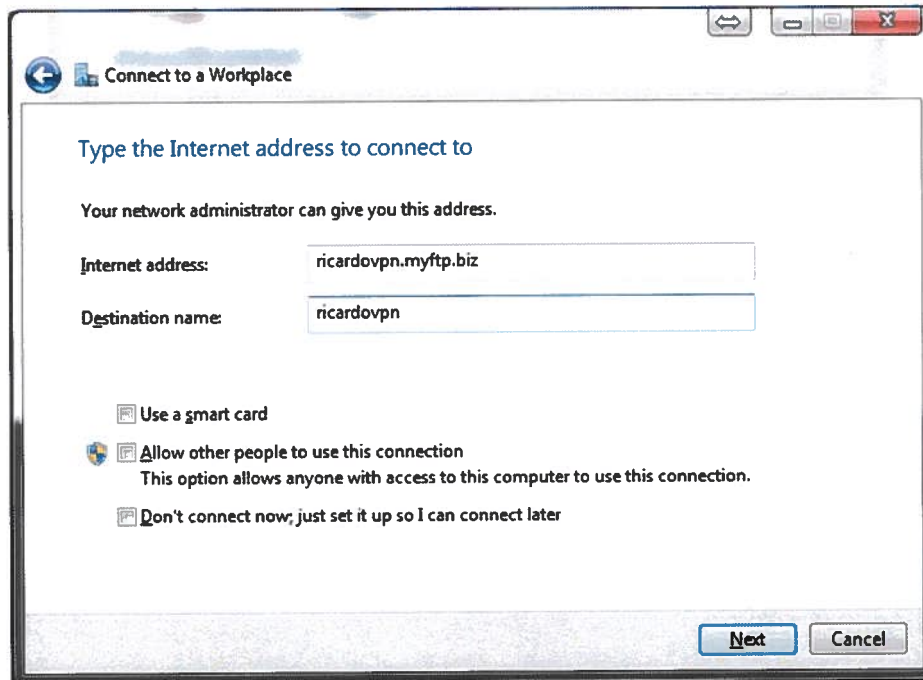 Connect to a Workplace
Type the Internet address to connect to
Your network administrator can give you this address.
Internet address: ricardovpn.myftp.biz
Destination name: ricardovpn
Use a smart card
Allow other people to use this connection
This option allows anyone with access to this computer to use this connection.
Don't connect now; just set it up so I can connect later
Next Cancel